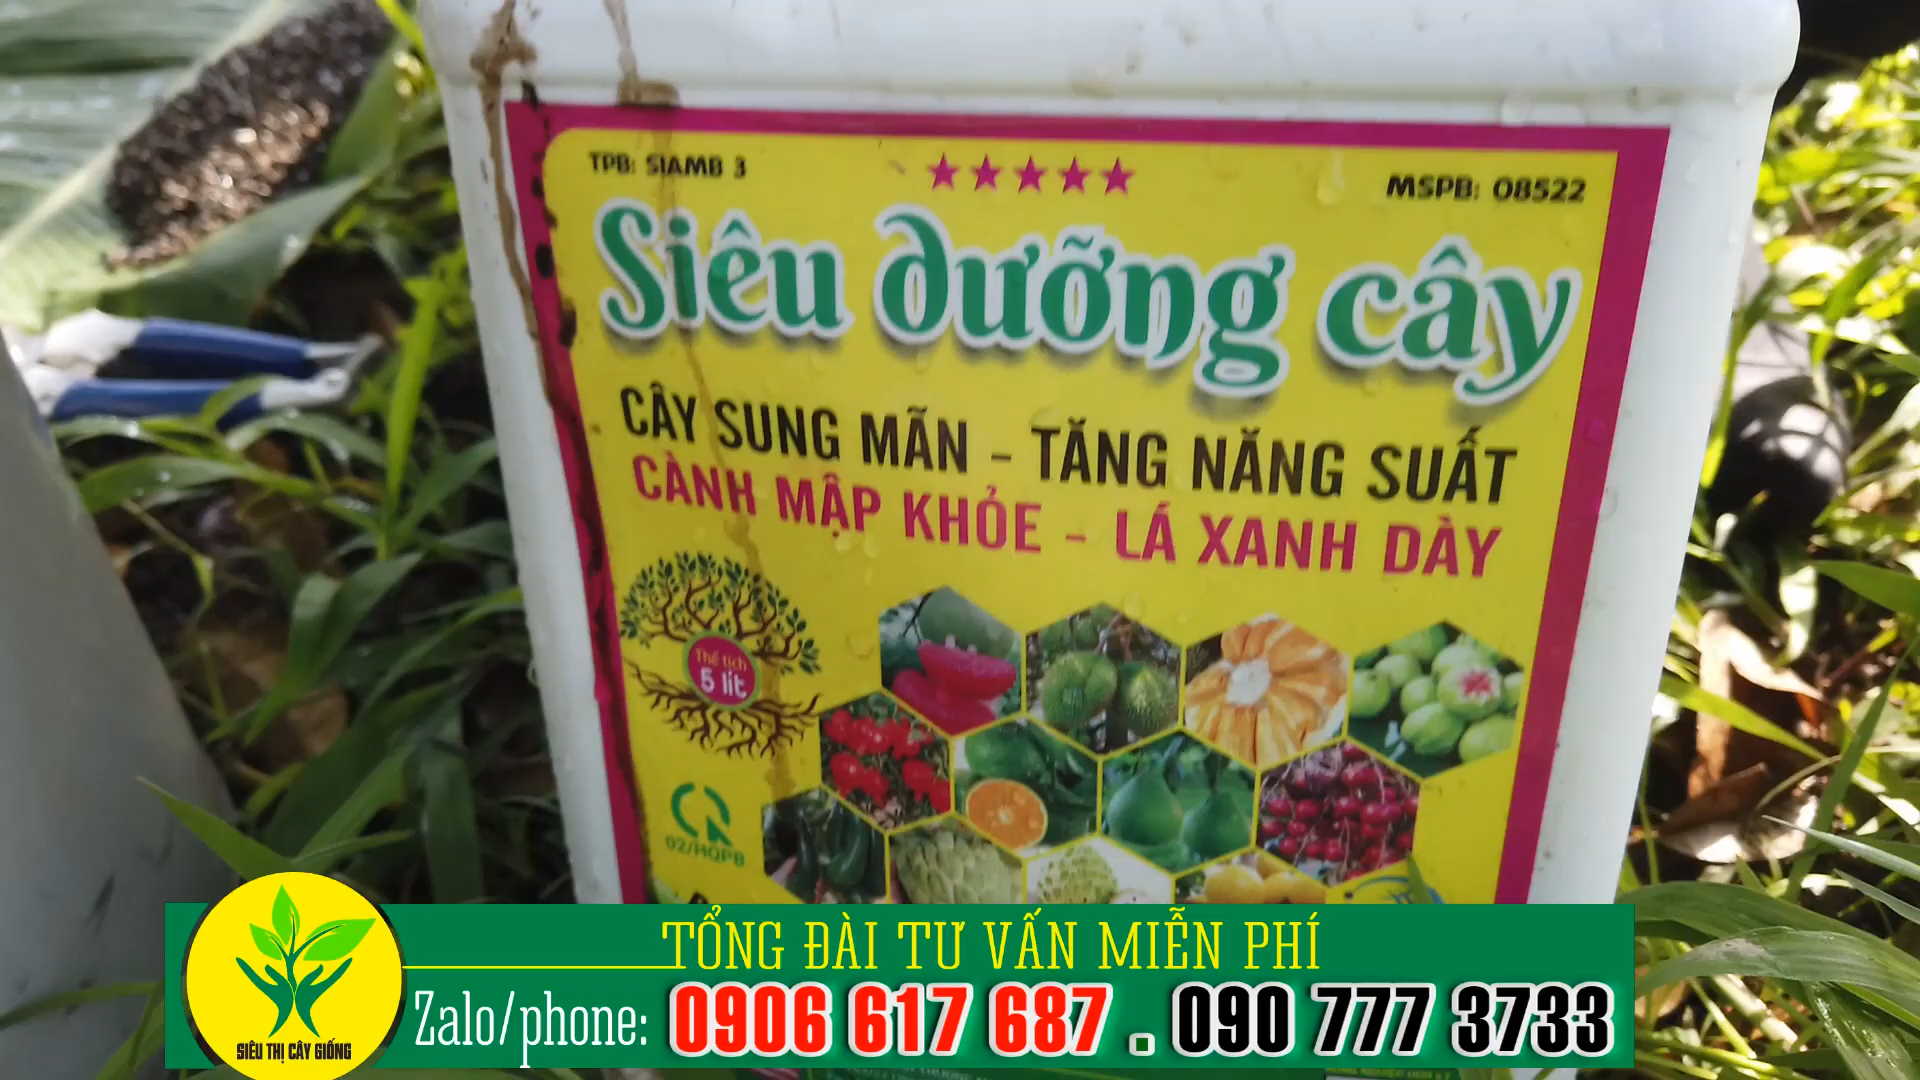 TPB: SIAMB 3
MSPB: 08522
Siêu dưỡng cây
CÂY SUNG MÃN - TĂNG NĂNG SUẤT
CÀNH MẬP KHỎE - LÁ XANH DÀY
Thể tích
5 lít
02/HQPB
TỔNG ĐÀI TƯ VẤN MIỄN PHÍ
Zalo/phone: 0906 617 687 . 090 777 3733
SIÊU THỊ CÂY GIỐNG